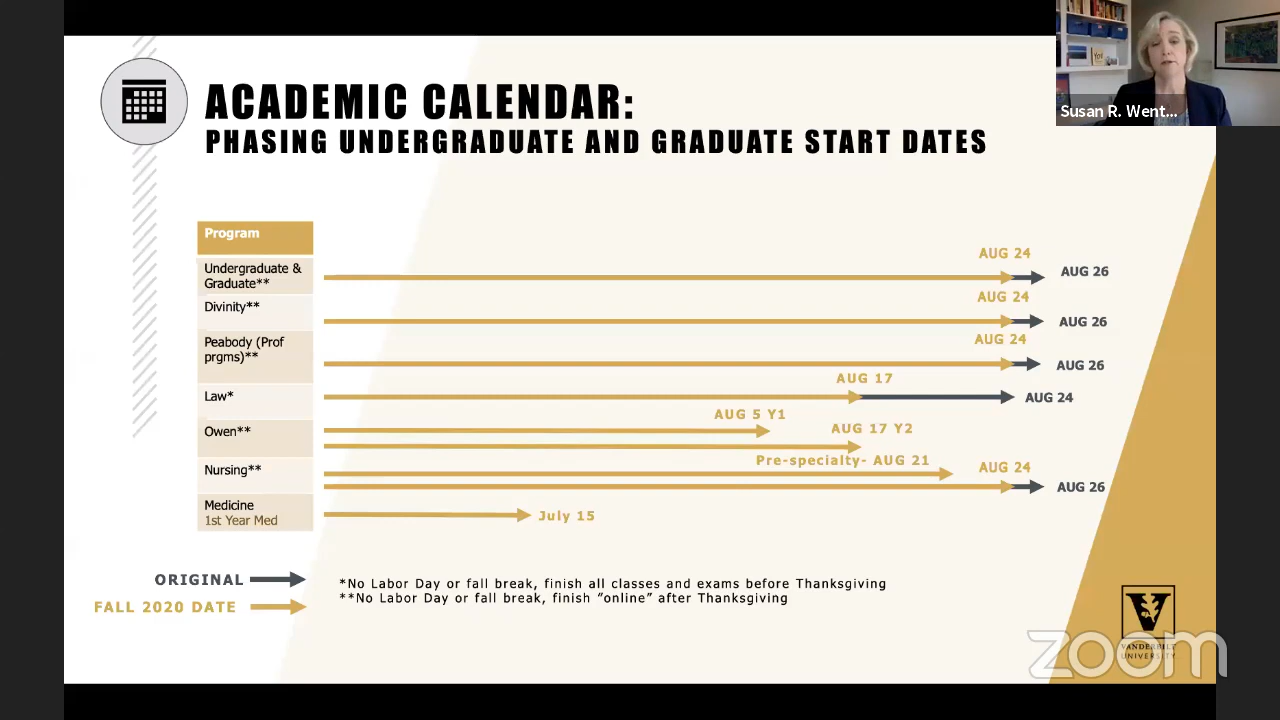 Susan R. Went...
ACADEMIC CALENDAR:
PHASING UNDERGRADUATE AND GRADUATE START DATES
Program
AUG 24
Undergraduate &
Graduate**
AUG 26
AUG 24
Divinity**
AUG 26
AUG 24
Peabody (Prof
prgms)**
AUG 26
AUG 17
Law*
AUG 24
AUG 5 Y1
Owen**
AUG 17 Y2
Pre-specialty- AUG 21
Nursing**
AUG 24
AUG 26
Medicine
1st Year Med
July 15
ORIGINAL
FALL 2020 DATE
*No Labor Day or fall break, finish all classes and exams before Thanksgiving
**No Labor Day or fall break, finish “online” after Thanksgiving
V
VANDERBILT
UNIVERSITY
zoom